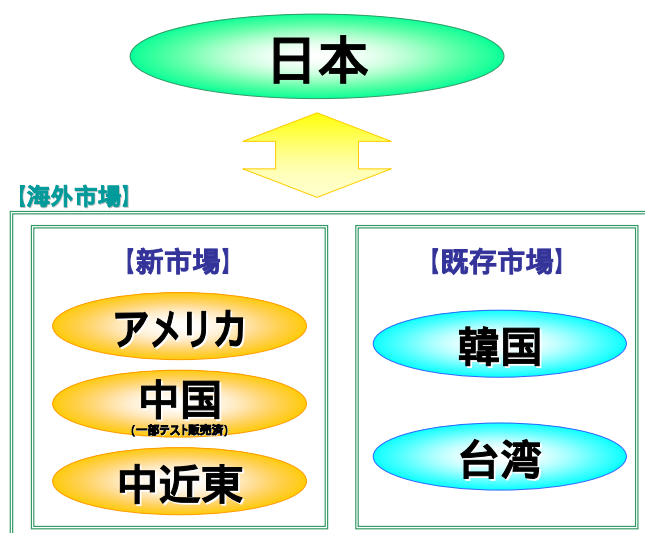 日本
【海外市場】
【新市場】
アメリカ
中国
(一部テスト販売済)
中近東
【既存市場】
韓国
台湾